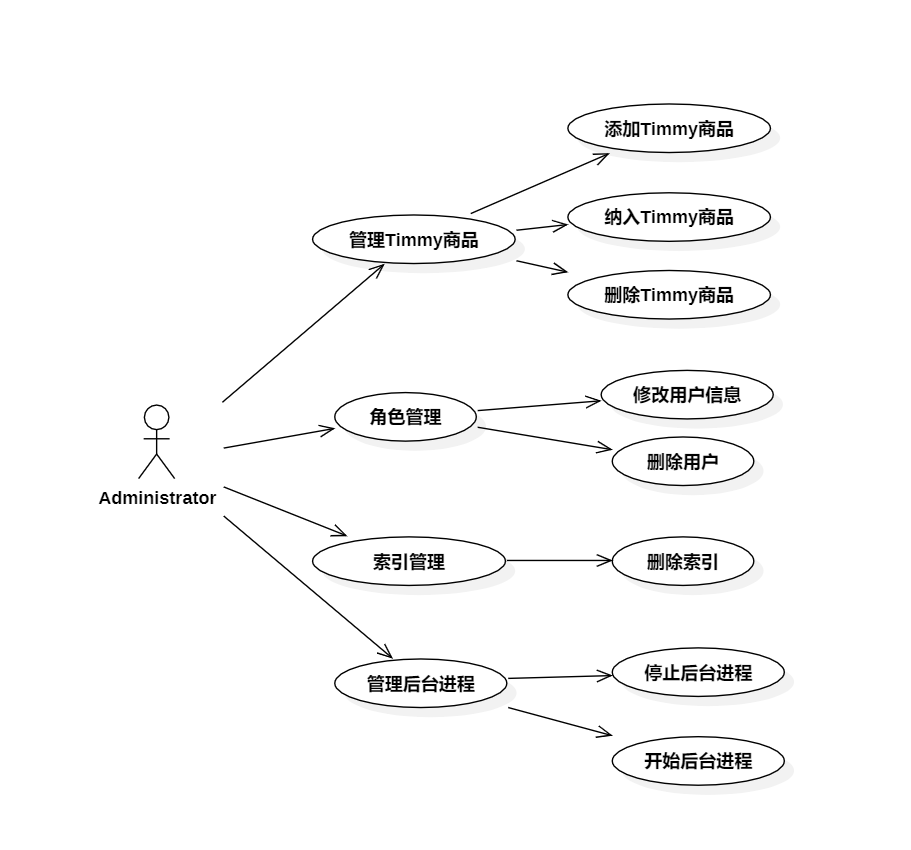 添加Timmy商品
纳入Timmy商品
管理Timmy商品
删除Timmy商品
修改用户信息
角色管理
删除用户
Administrator
索引管理
删除索引
停止后台进程
管理后台进程
开始后台进程